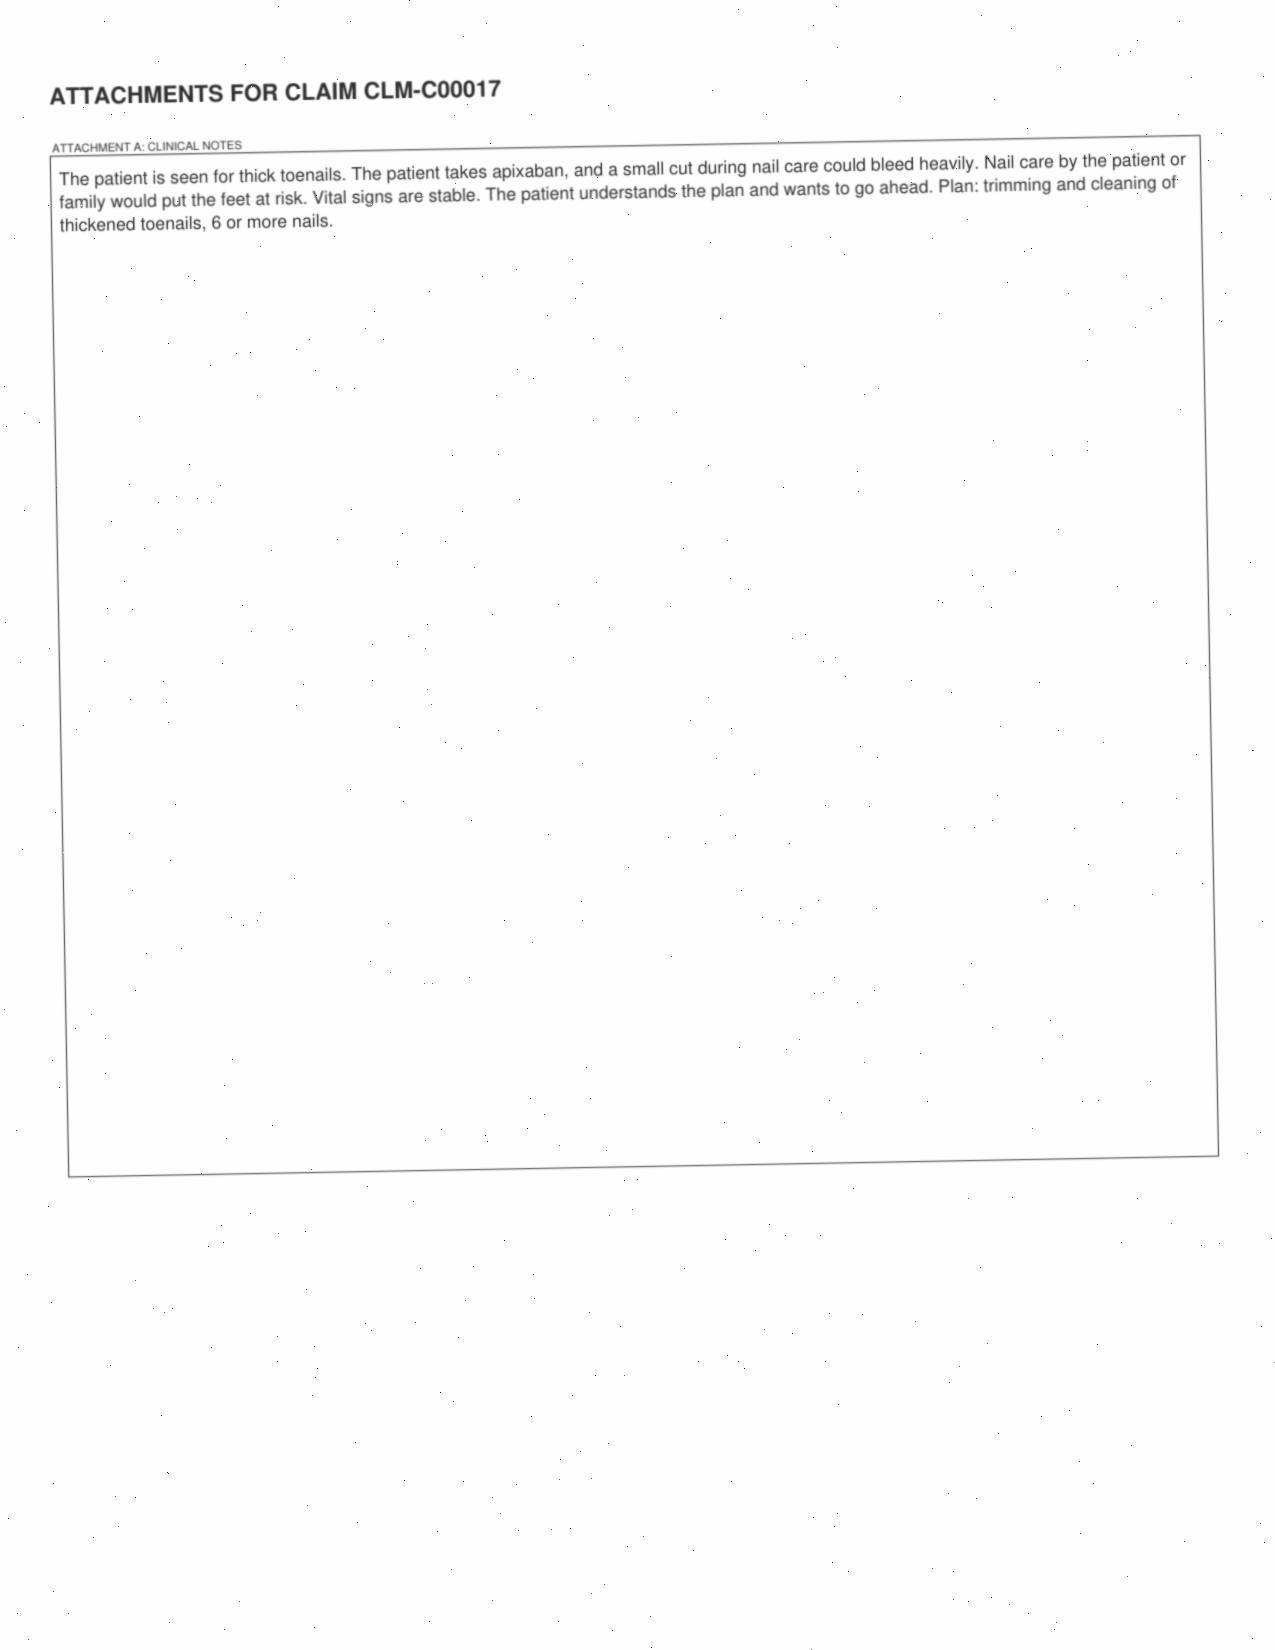 ATTACHMENTS FOR CLAIM CLM-C00017
ATTACHMENT A: CLINICAL NOTES
The patient is seen for thick toenails. The patient takes apixaban, and a small cut during nail care could bleed heavily. Nail care by the patient or
family would put the feet at risk. Vital signs are stable. The patient understands the plan and wants to go ahead. Plan: trimming and cleaning of
thickened toenails, 6 or more nails.